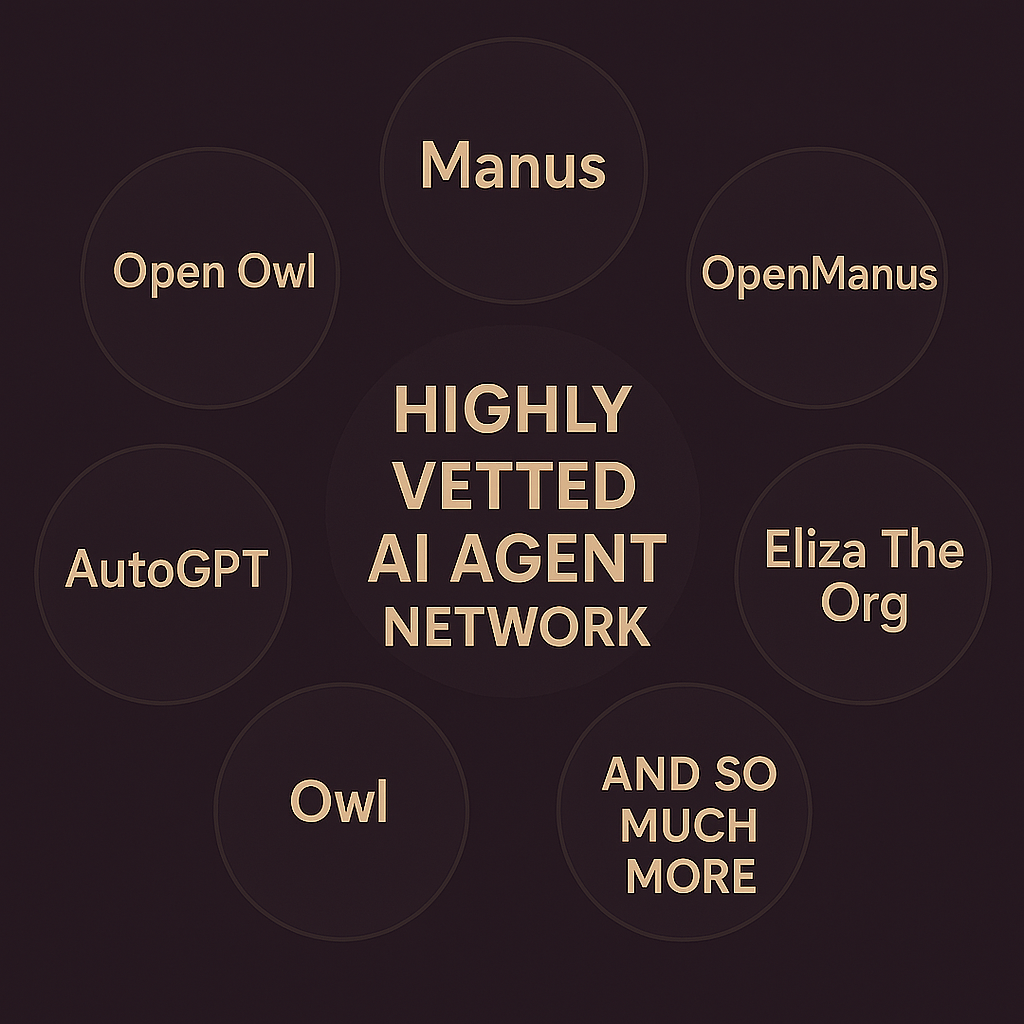 Manus
Open Owl
OpenManus
HIGHLY
VETTED
AI AGENT
NETWORK
AutoGPT
Eliza The
Org
Owl
AND SO
MUCH
MORE